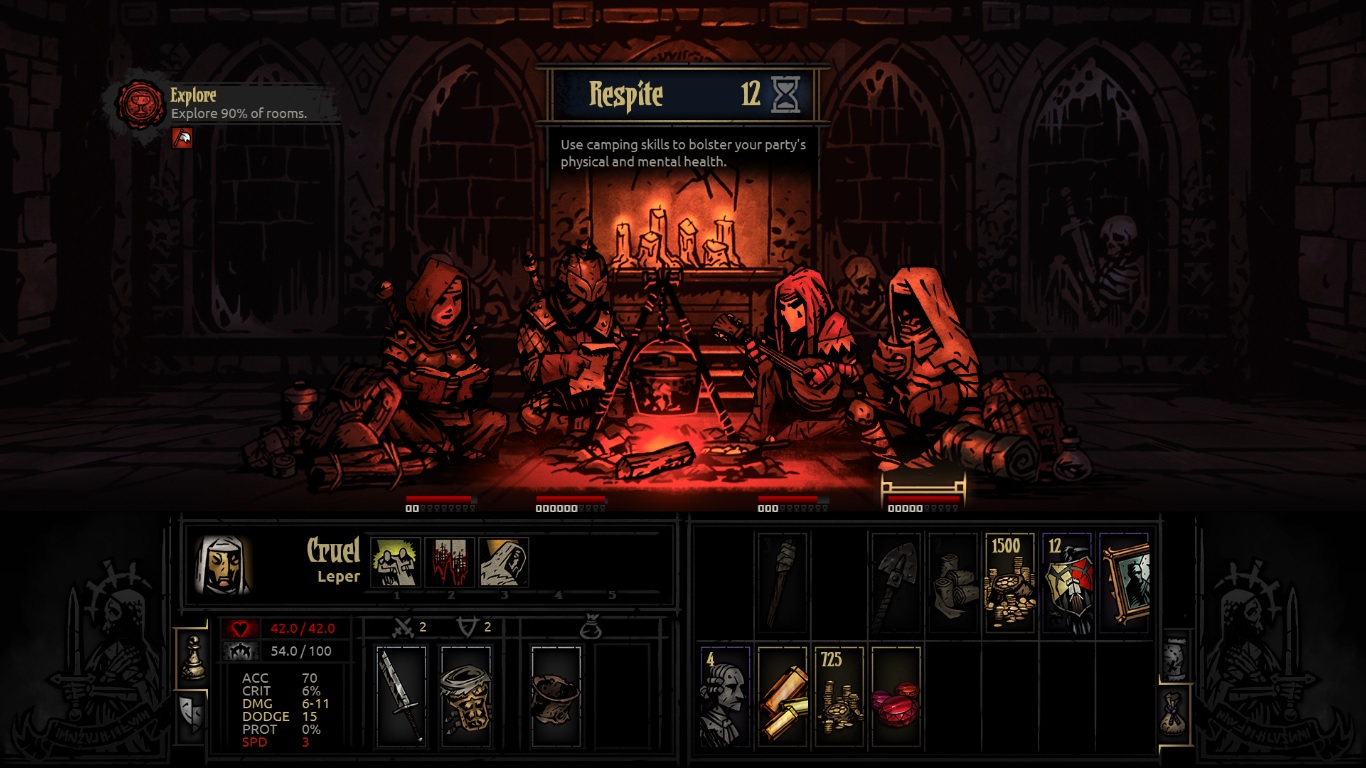 Respite 12
Explore
Explore 90% of rooms.
Use camping skills to bolster your party's
physical and mental health.
Cruel
Leper
1 2 3 4 5
42.0 / 42.0
54.0 / 100
ACC 70
CRIT 6%
DMG 6-11
DODGE 15
PROT 0%
SPD 3
2 2
1500 12
4 725